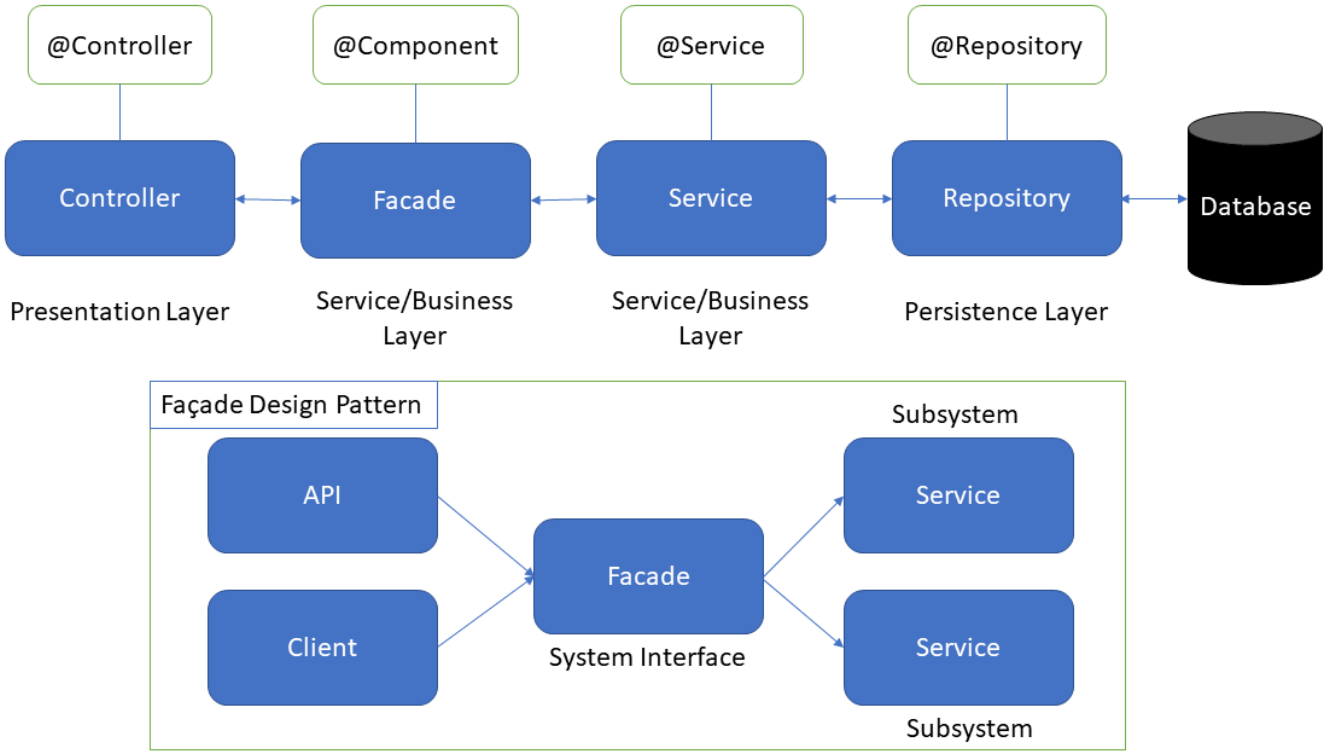 @Controller
@Component
@Service
@Repository
Controller
Facade
Service
Repository
Database
Presentation Layer
Service/Business
Layer
Service/Business
Layer
Persistence Layer
Façade Design Pattern
Subsystem
API
Service
Facade
Client
Service
System Interface
Subsystem